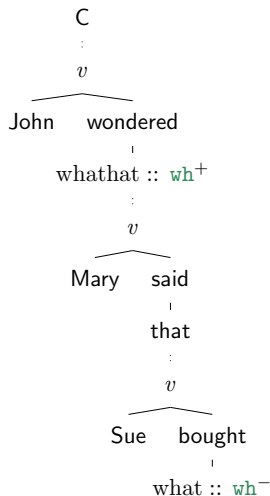 C
v
John wondered
whathat :: wh+
v
Mary said
that
v
Sue bought
what :: wh−